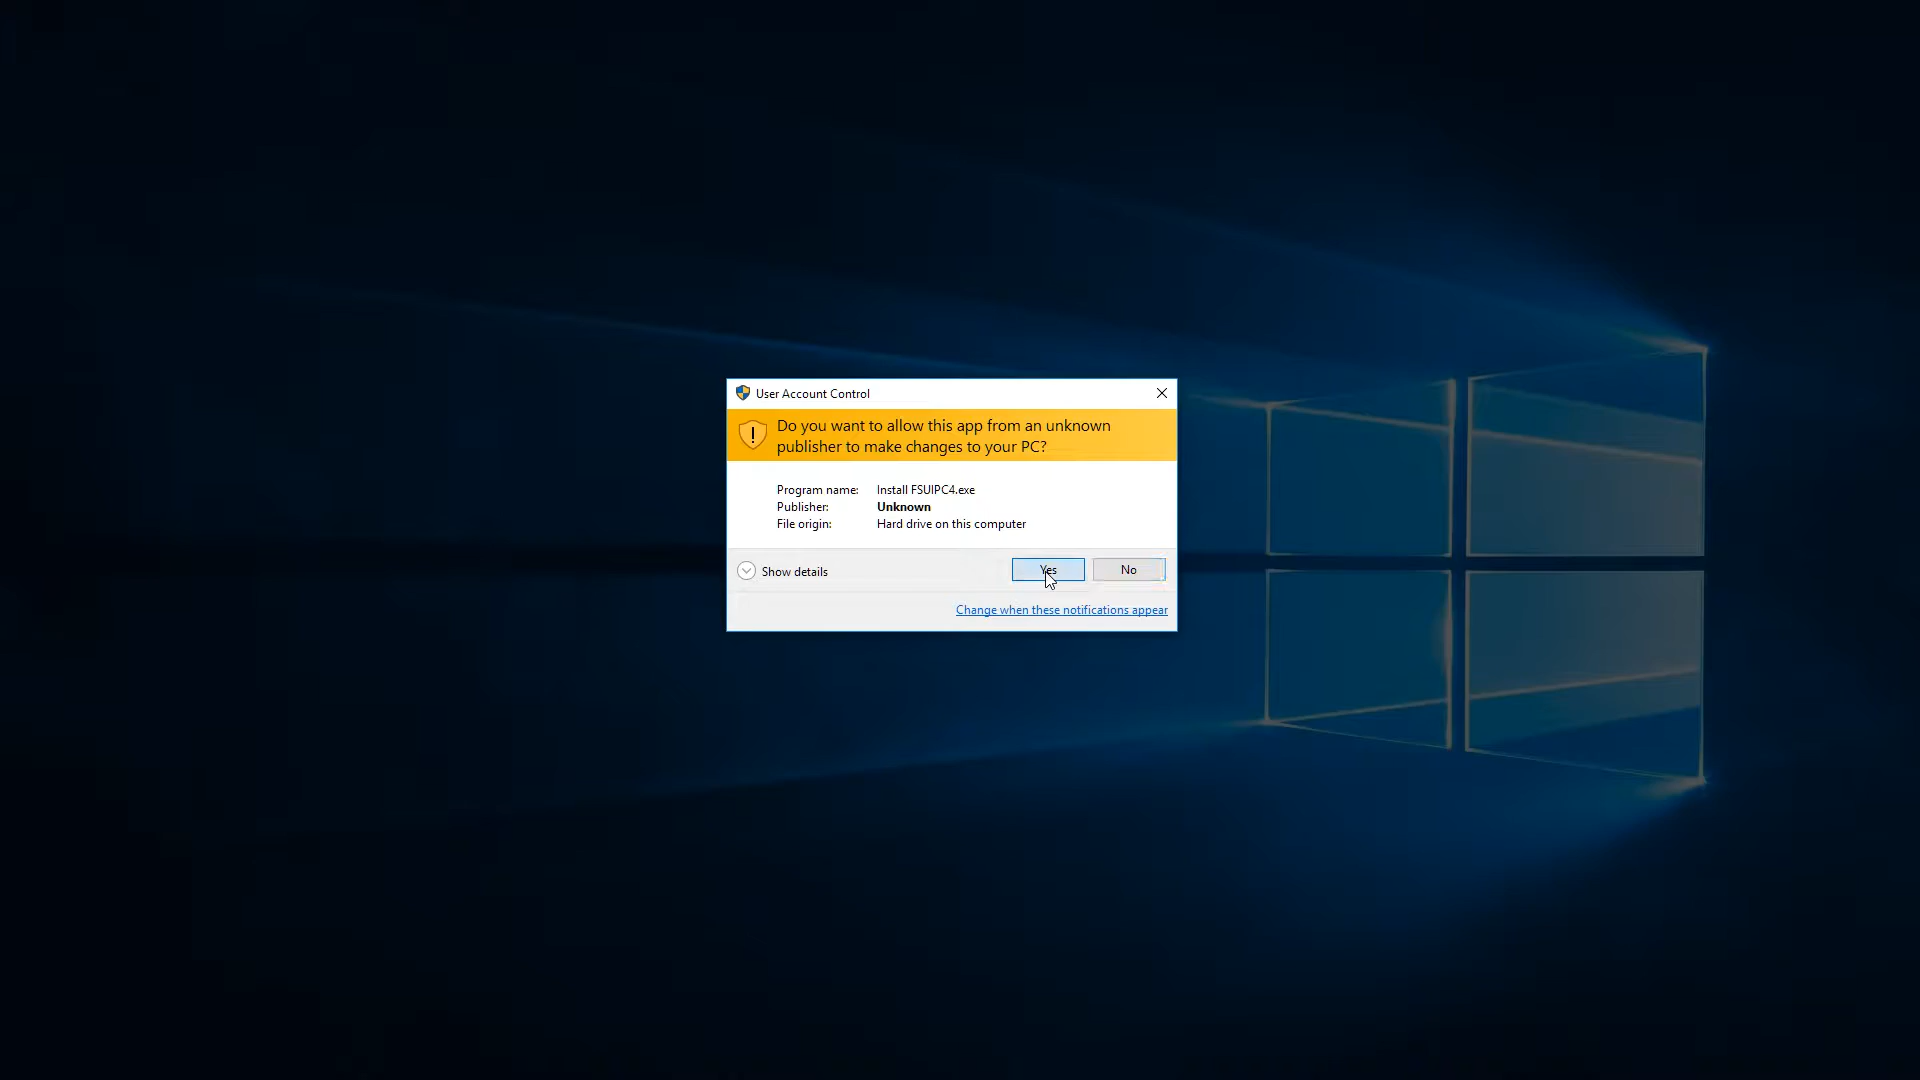 User Account Control
Do you want to allow this app from an unknown
publisher to make changes to your PC?
Program name: Install FSUIPC4.exe
Publisher: Unknown
File origin: Hard drive on this computer
Show details
Yes
No
Change when these notifications appear